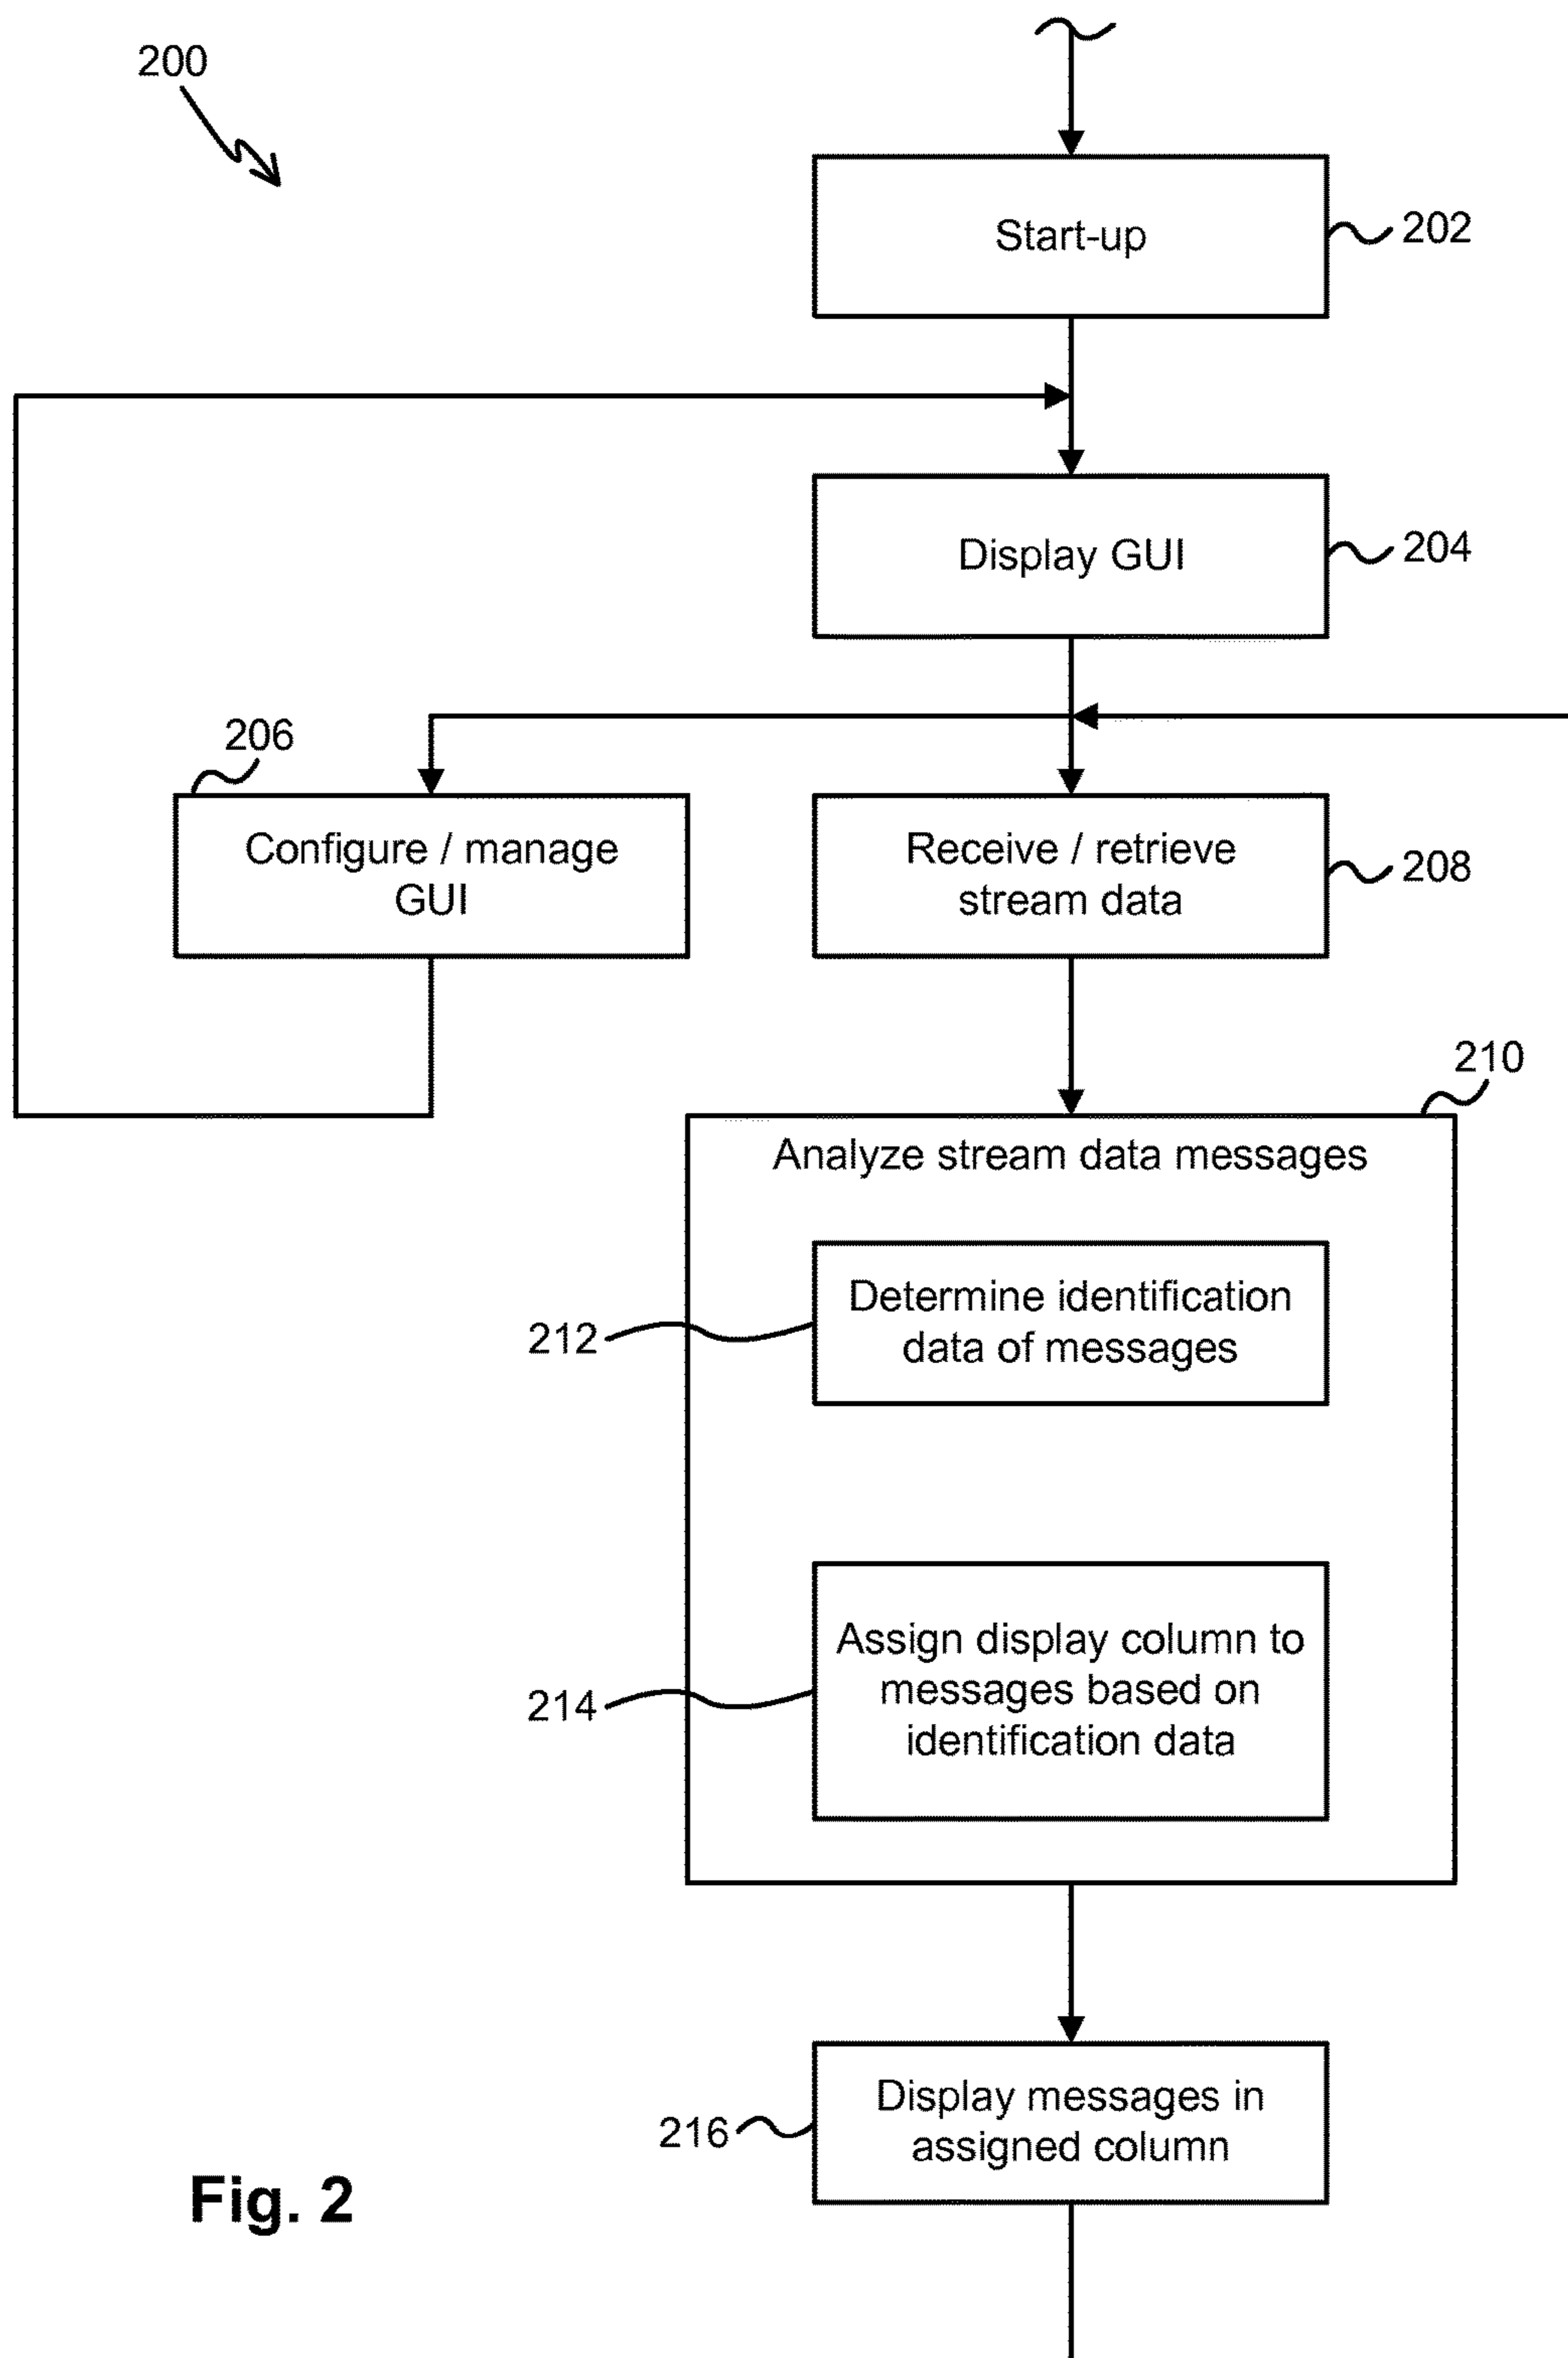 200
Start-up
202
Display GUI
204
206
Configure / manage
GUI
Receive / retrieve
stream data
208
210
Analyze stream data messages
Determine identification
data of messages
212
Assign display column to
messages based on
identification data
214
Display messages in
assigned column
216
Fig. 2